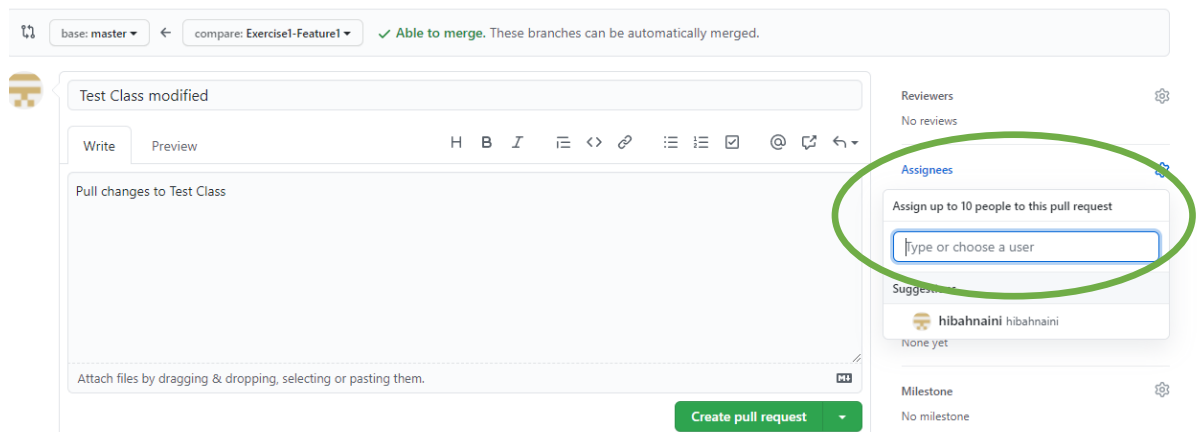 base: master
compare: Exercise1-Feature1
Able to merge. These branches can be automatically merged.
Test Class modified
Write
Preview
Pull changes to Test Class
Attach files by dragging & dropping, selecting or pasting them.
Create pull request
Reviewers
No reviews
Assignees
Assign up to 10 people to this pull request
Type or choose a user
Suggestions
hibahnaini hibahnaini
None yet
Milestone
No milestone